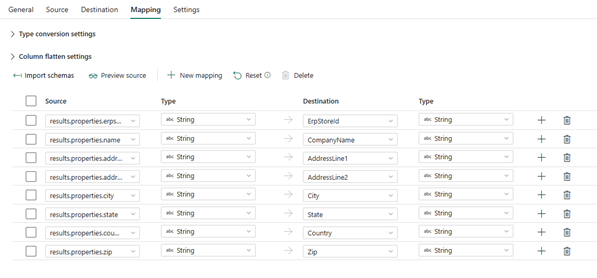 General Source Destination Mapping Settings
Type conversion settings
Column flatten settings
Import schemas Preview source New mapping Reset Delete
Source Type Destination Type
results.properties.erps... abc String ErpStoreId abc String
results.properties.name abc String CompanyName abc String
results.properties.addr... abc String AddressLine1 abc String
results.properties.addr... abc String AddressLine2 abc String
results.properties.city abc String City abc String
results.properties.state abc String State abc String
results.properties.cou... abc String Country abc String
results.properties.zip abc String Zip abc String